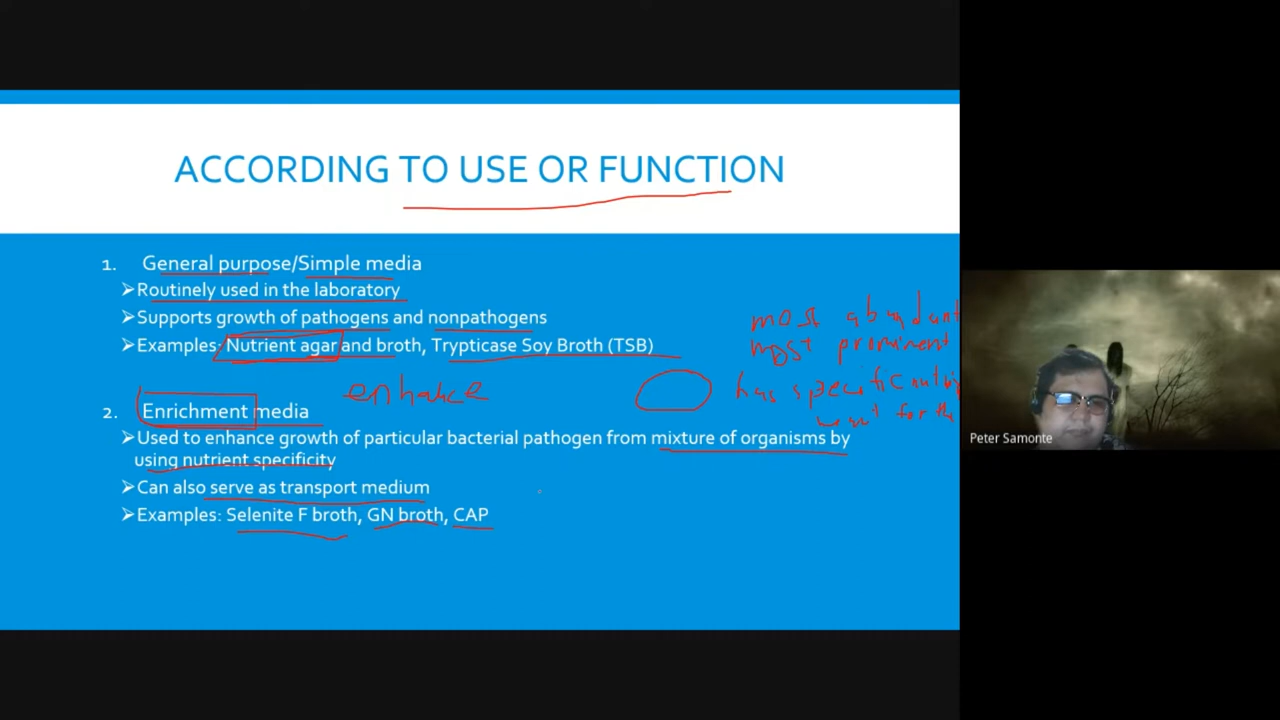 ACCORDING TO USE OR FUNCTION
1. General purpose/Simple media
➢Routinely used in the laboratory
➢Supports growth of pathogens and nonpathogens
➢Examples: Nutrient agar and broth, Trypticase Soy Broth (TSB)
most abundant
most prominent
has specific
for the
enhance
2. Enrichment media
➢Used to enhance growth of particular bacterial pathogen from mixture of organisms by
using nutrient specificity
➢Can also serve as transport medium
➢Examples: Selenite F broth, GN broth, CAP
Peter Samonte